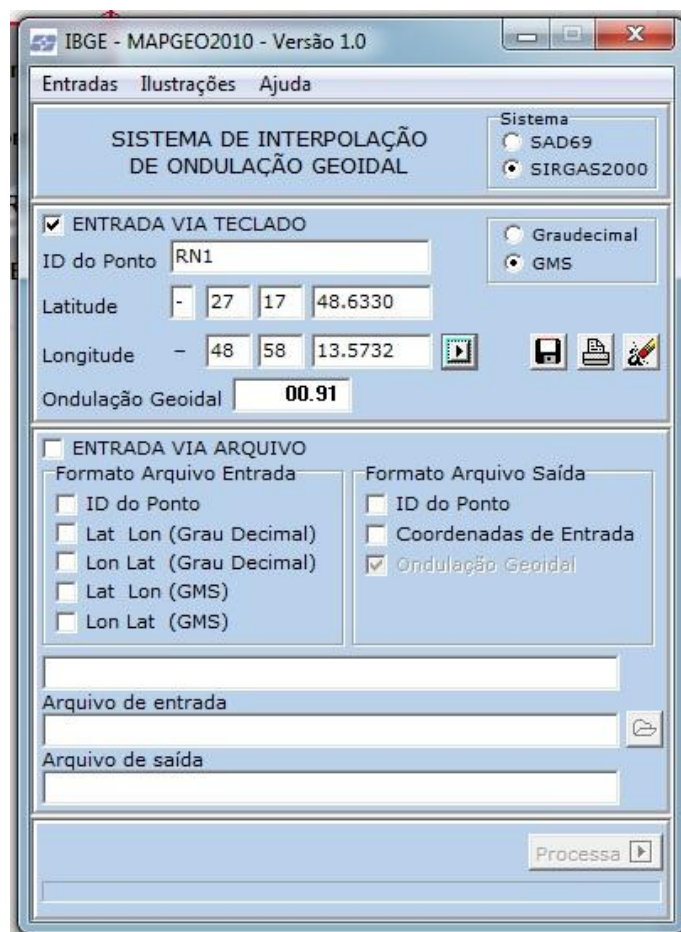 IBGE - MAPGEO2010 - Versão 1.0
Entradas Ilustrações Ajuda
SISTEMA DE INTERPOLAÇÃO
DE ONDULAÇÃO GEOIDAL
Sistema
SAD69
SIRGAS2000
ENTRADA VIA TECLADO
Graudecimal
GMS
ID do Ponto RN1
Latitude - 27 17 48.6330
Longitude - 48 58 13.5732
Ondulação Geoidal 00.91
ENTRADA VIA ARQUIVO
Formato Arquivo Entrada
ID do Ponto
Lat Lon (Grau Decimal)
Lon Lat (Grau Decimal)
Lat Lon (GMS)
Lon Lat (GMS)
Formato Arquivo Saída
ID do Ponto
Coordenadas de Entrada
Ondulação Geoidal
Arquivo de entrada
Arquivo de saída
Processa